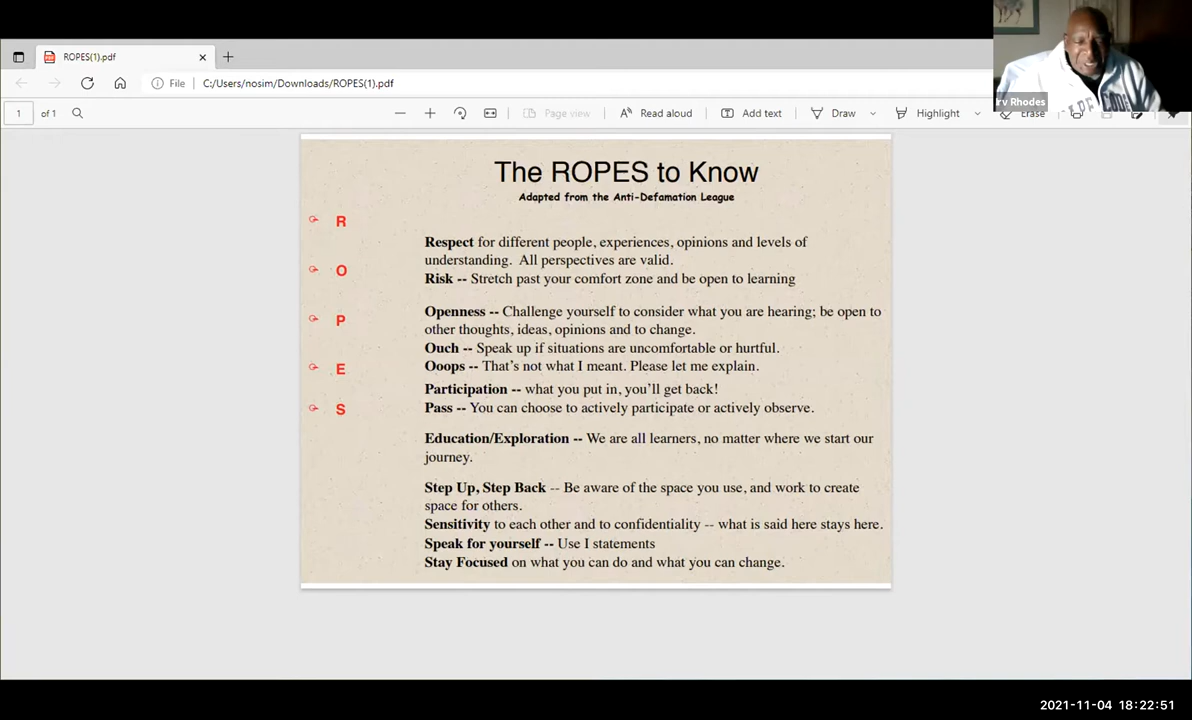 ROPES(1).pdf
File C:/Users/nosim/Downloads/ROPES(1).pdf
Irv Rhodes
1 of 1 Page view Read aloud Add text Draw Highlight Erase
The ROPES to Know
Adapted from the Anti-Defamation League
R
Respect for different people, experiences, opinions and levels of
understanding. All perspectives are valid.
Risk -- Stretch past your comfort zone and be open to learning
O
Openness -- Challenge yourself to consider what you are hearing; be open to
other thoughts, ideas, opinions and to change.
Ouch -- Speak up if situations are uncomfortable or hurtful.
Ooops -- That's not what I meant. Please let me explain.
P
Participation -- what you put in, you'll get back!
Pass -- You can choose to actively participate or actively observe.
E
Education/Exploration -- We are all learners, no matter where we start our
journey.
S
Step Up, Step Back -- Be aware of the space you use, and work to create
space for others.
Sensitivity to each other and to confidentiality -- what is said here stays here.
Speak for yourself -- Use I statements
Stay Focused on what you can do and what you can change.
2021-11-04 18:22:51